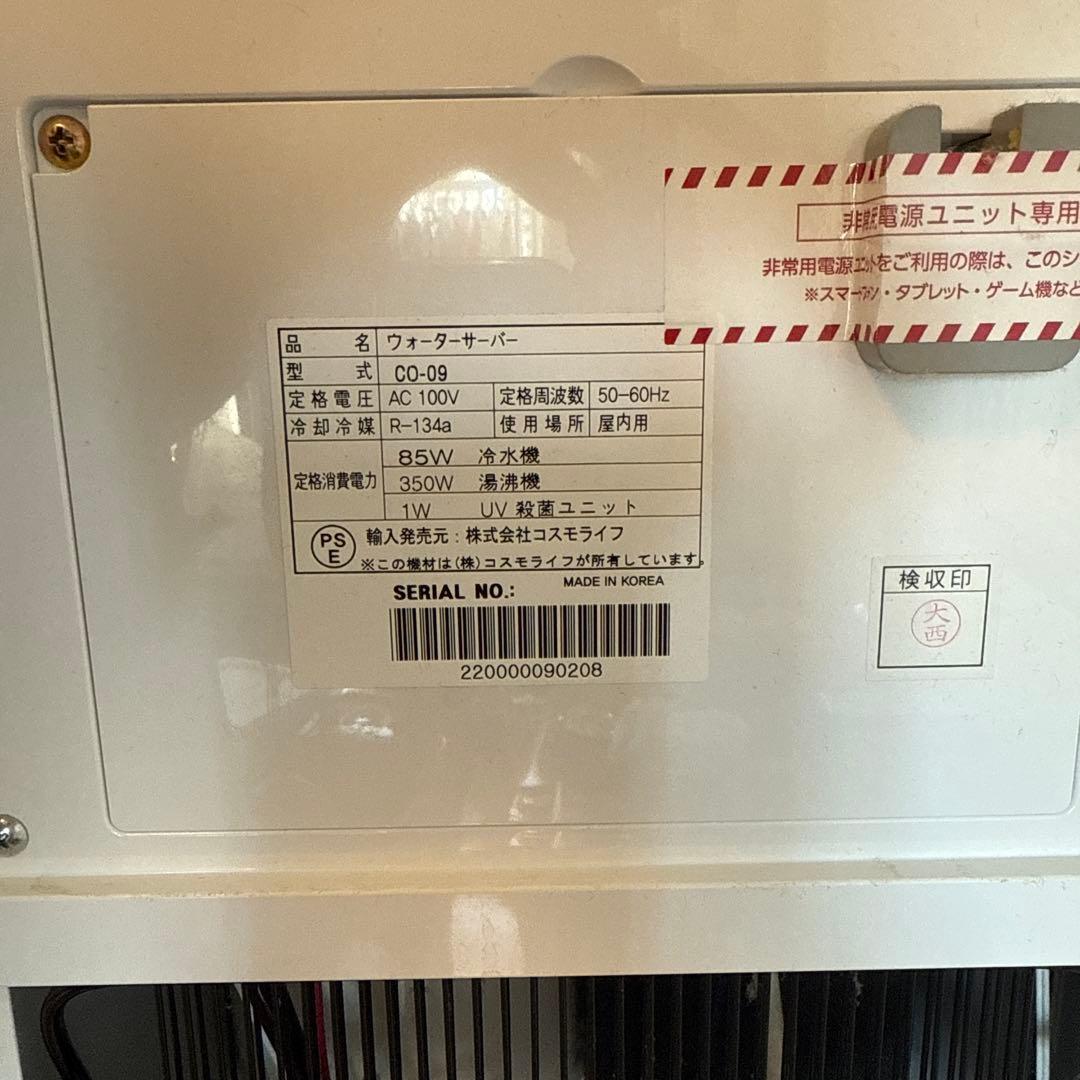 非常用電源ユニット専用
非常用電源ユニットをご利用の際は、このシ
※スマーフォン・タブレット・ゲーム機など
品 名 ウォーターサーバー
型 式 CO-09
定格電圧 AC 100V 定格周波数 50-60Hz
冷却冷媒 R-134a 使用場所 屋内用
定格消費電力
85W 冷水機
350W 湯沸機
1W UV 殺菌ユニット
PSE
輸入発売元：株式会社コスモライフ
※この機材は(株)コスモライフが所有しています。
MADE IN KOREA
SERIAL NO.:
220000090208
検収印
大西